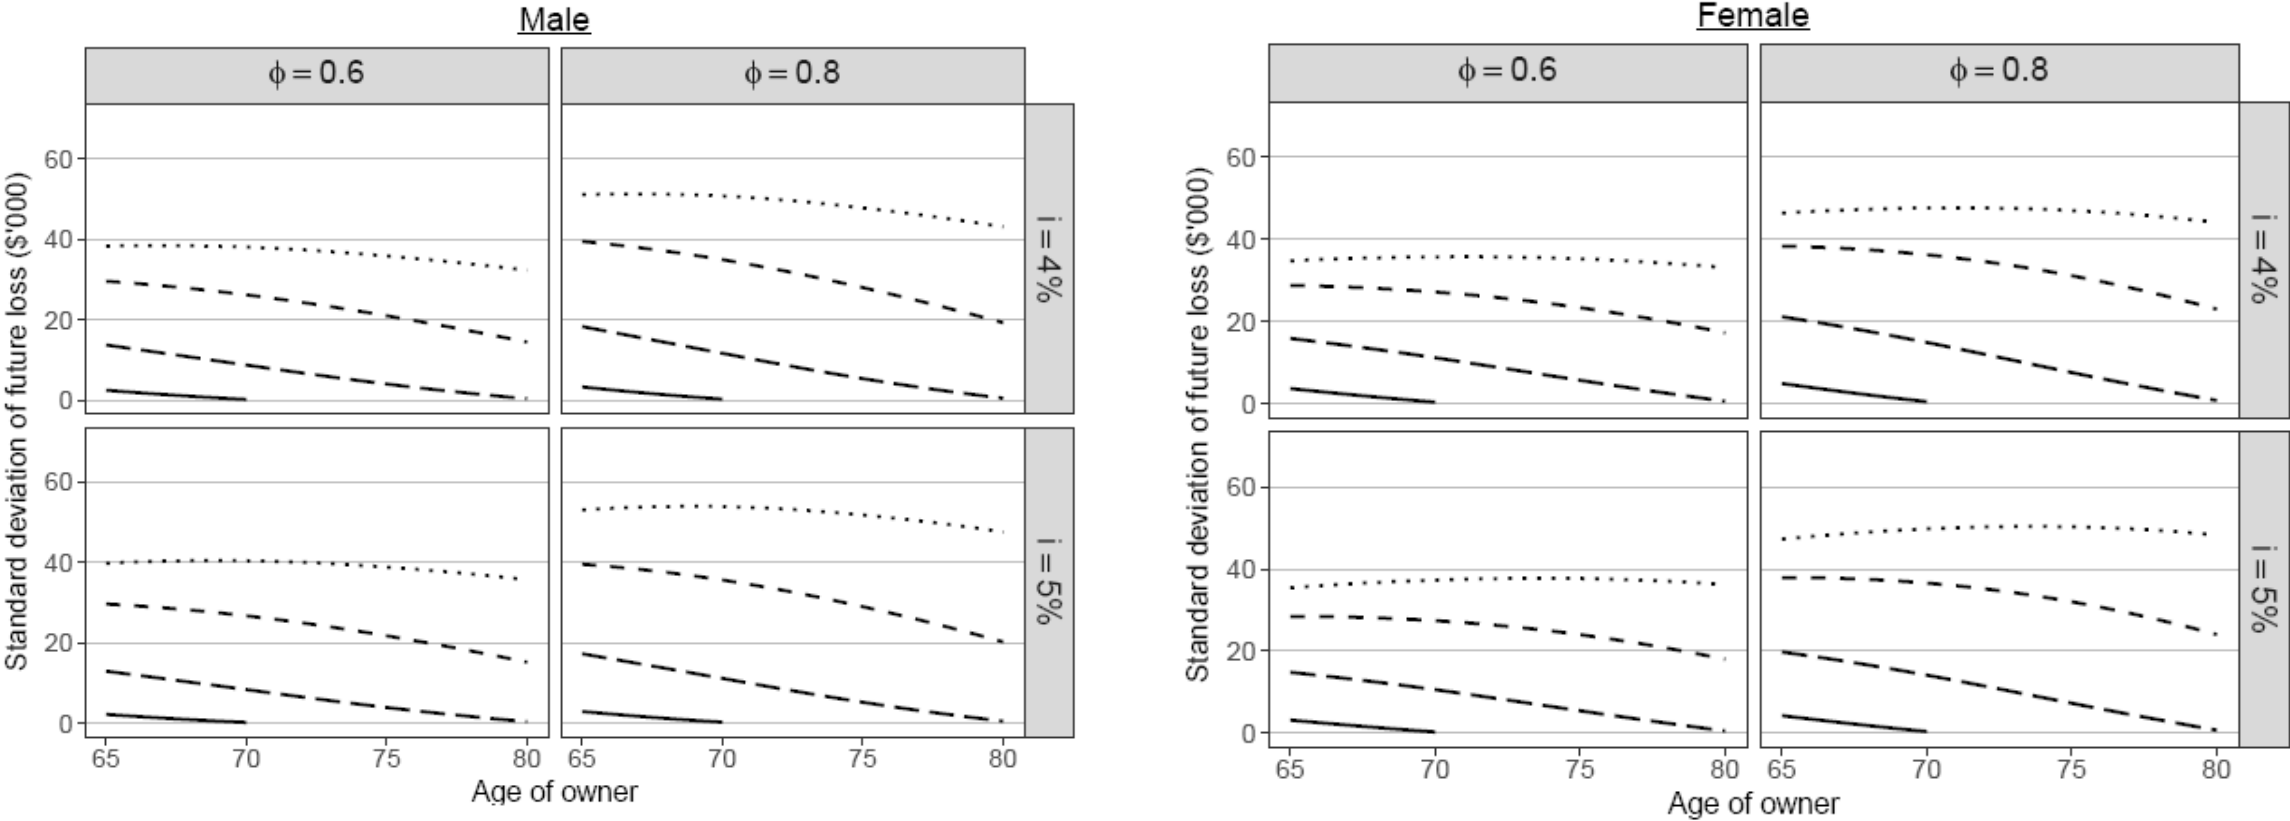 Male
ϕ = 0.6
ϕ = 0.8
Standard deviation of future loss ($'000)
60
40
20
0
i = 4%
60
40
20
0
i = 5%
65 70 75 80 65 70 75 80
Age of owner
Female
ϕ = 0.6
ϕ = 0.8
Standard deviation of future loss ($'000)
60
40
20
0
i = 4%
60
40
20
0
i = 5%
65 70 75 80 65 70 75 80
Age of owner